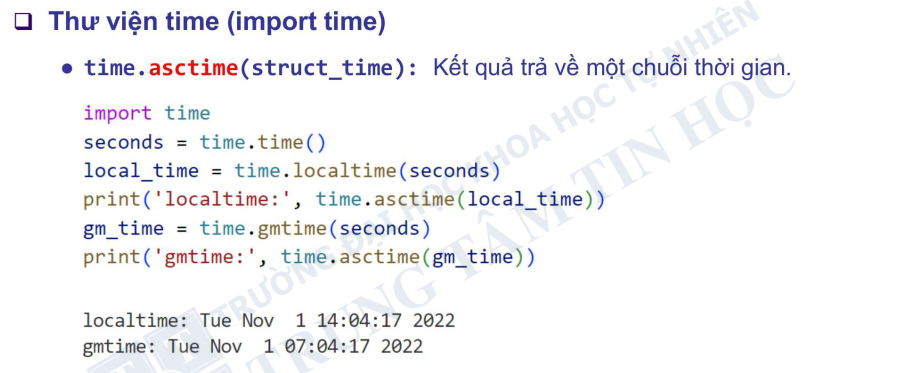 ❑ Thư viện time (import time)
• time.asctime(struct_time): Kết quả trả về một chuỗi thời gian.
import time
seconds = time.time()
local_time = time.localtime(seconds)
print('localtime:', time.asctime(local_time))
gm_time = time.gmtime(seconds)
print('gmtime:', time.asctime(gm_time))
localtime: Tue Nov  1 14:04:17 2022
gmtime: Tue Nov  1 07:04:17 2022
TRƯỜNG ĐẠI HỌC KHOA HỌC TỰ NHIÊN
TRUNG TÂM TIN HỌC